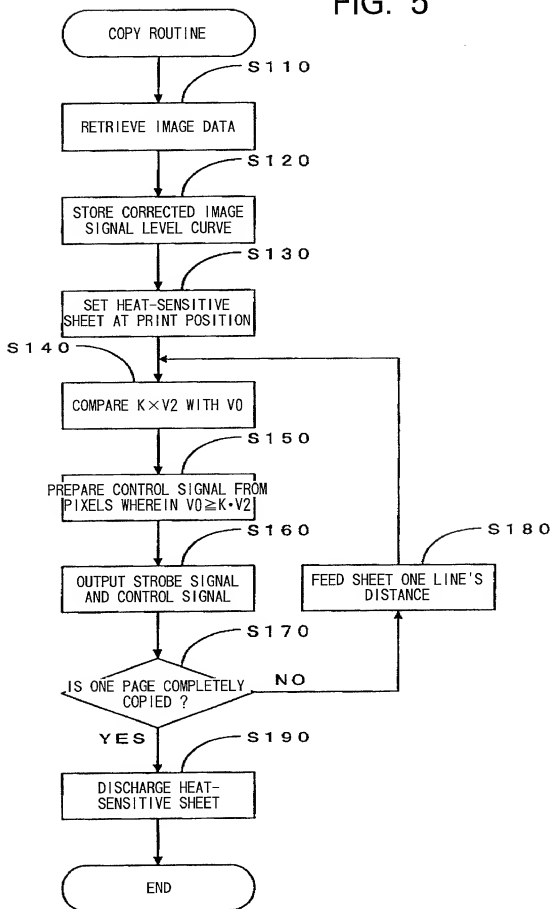 FIG. 5
COPY ROUTINE
S110
RETRIEVE IMAGE DATA
S120
STORE CORRECTED IMAGE
SIGNAL LEVEL CURVE
S130
SET HEAT-SENSITIVE
SHEET AT PRINT POSITION
S140
COMPARE K×V2 WITH V0
S150
PREPARE CONTROL SIGNAL FROM
PIXELS WHEREIN V0≧K·V2
S160
OUTPUT STROBE SIGNAL
AND CONTROL SIGNAL
S180
FEED SHEET ONE LINE'S
DISTANCE
S170
IS ONE PAGE COMPLETELY
COPIED ?
NO
YES
S190
DISCHARGE HEAT-
SENSITIVE SHEET
END